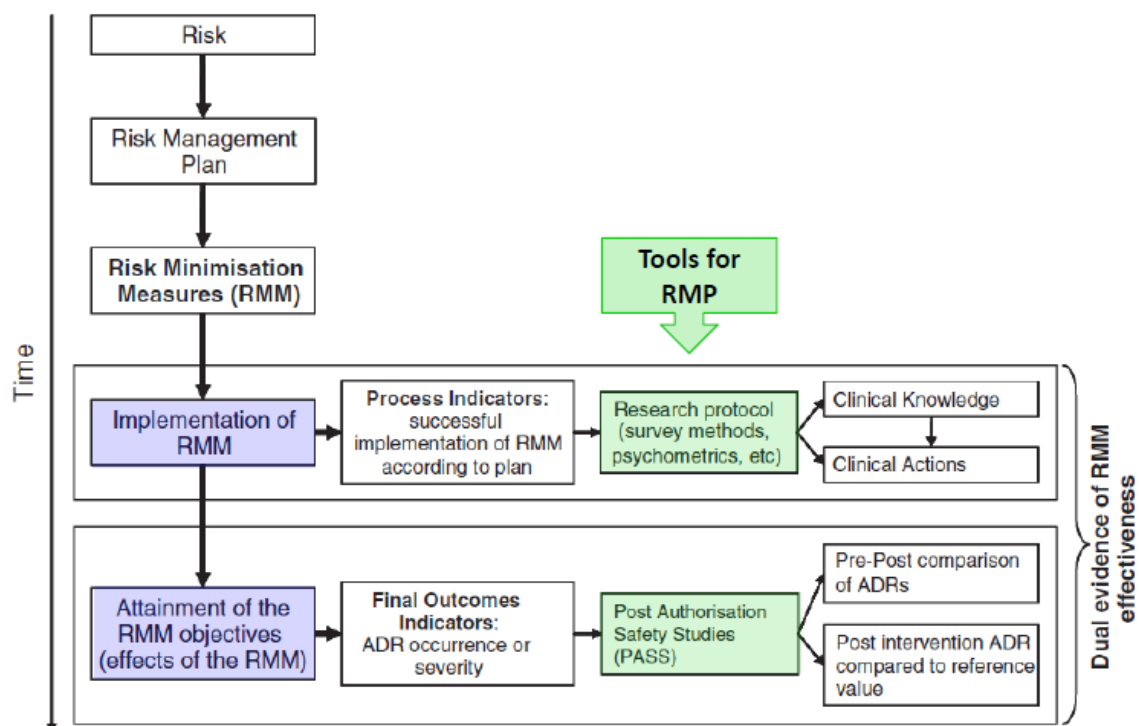 Time
Risk
Risk Management
Plan
Risk Minimisation
Measures (RMM)
Tools for
RMP
Implementation of
RMM
Process Indicators:
successful
implementation of RMM
according to plan
Research protocol
(survey methods,
psychometrics, etc)
Clinical Knowledge
Clinical Actions
Attainment of the
RMM objectives
(effects of the RMM)
Final Outcomes
Indicators:
ADR occurrence or
severity
Post Authorisation
Safety Studies
(PASS)
Pre-Post comparison
of ADRs
Post intervention ADR
compared to reference
value
Dual evidence of RMM
effectiveness